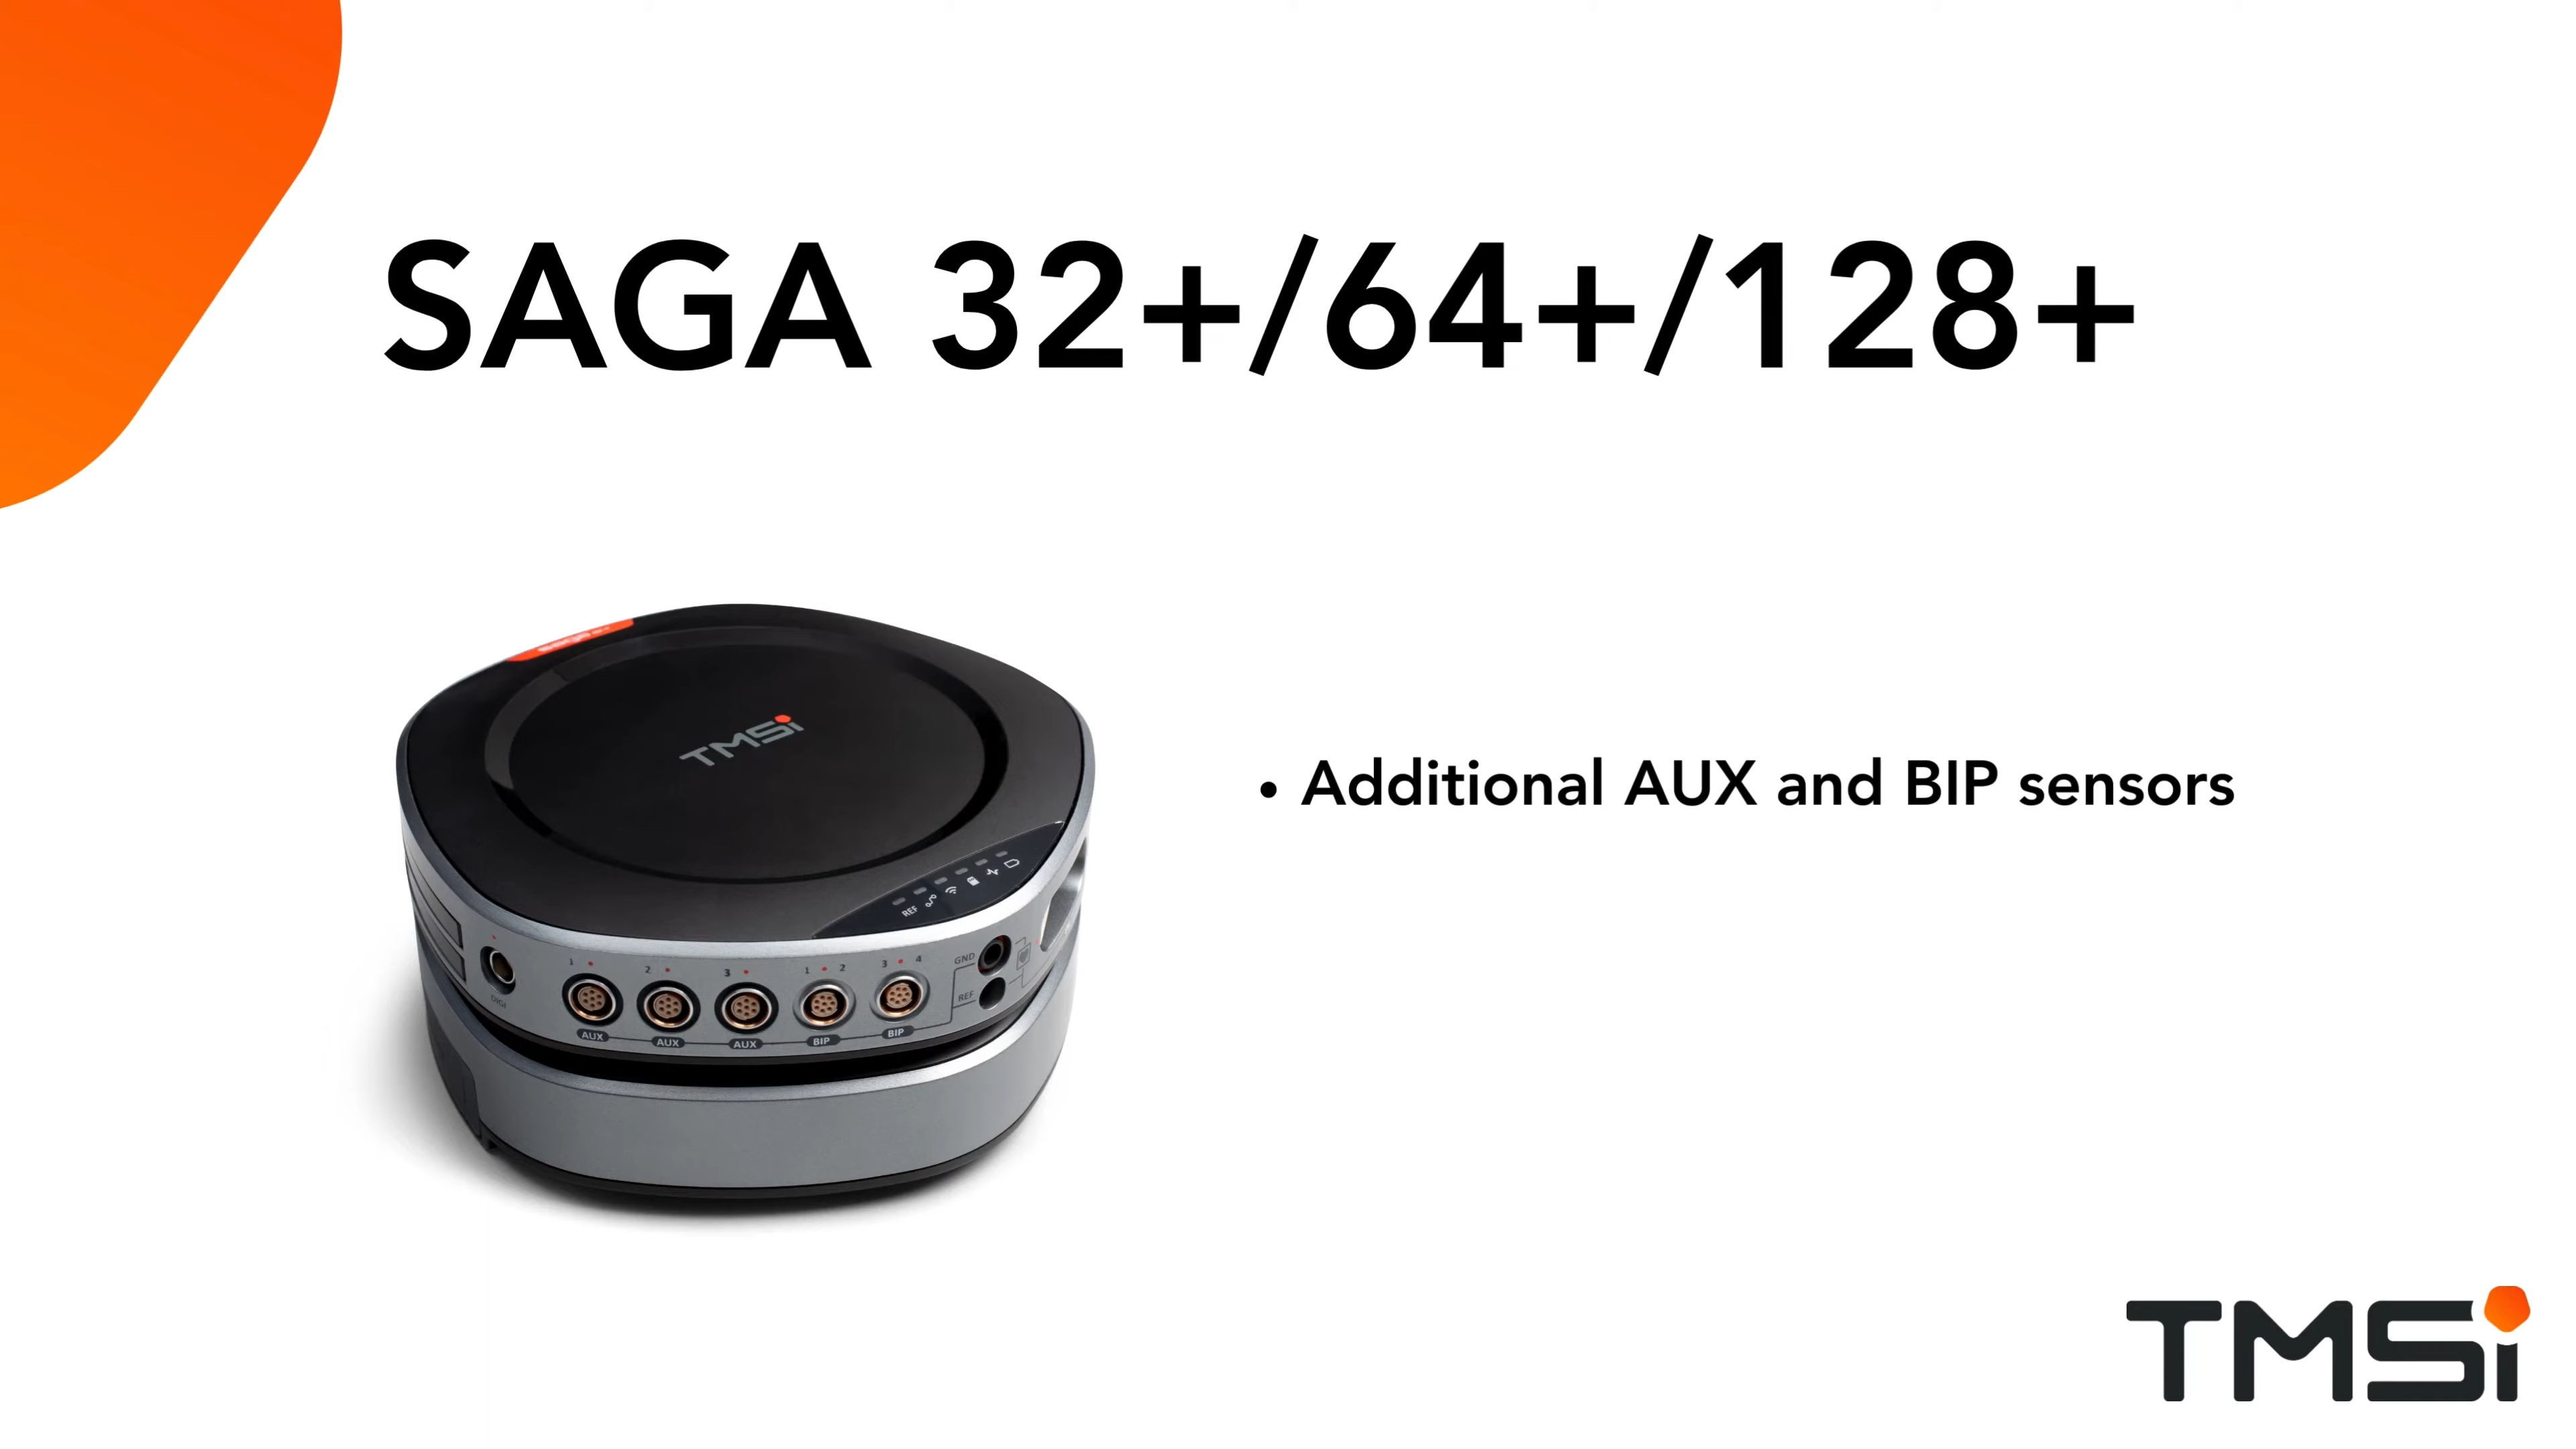 SAGA 32+/64+/128+
TMSi
• Additional AUX and BIP sensors
REF
1 2 3 1 2 3 4
GND
REF
DIGI
AUX AUX AUX BIP BIP
TMSi